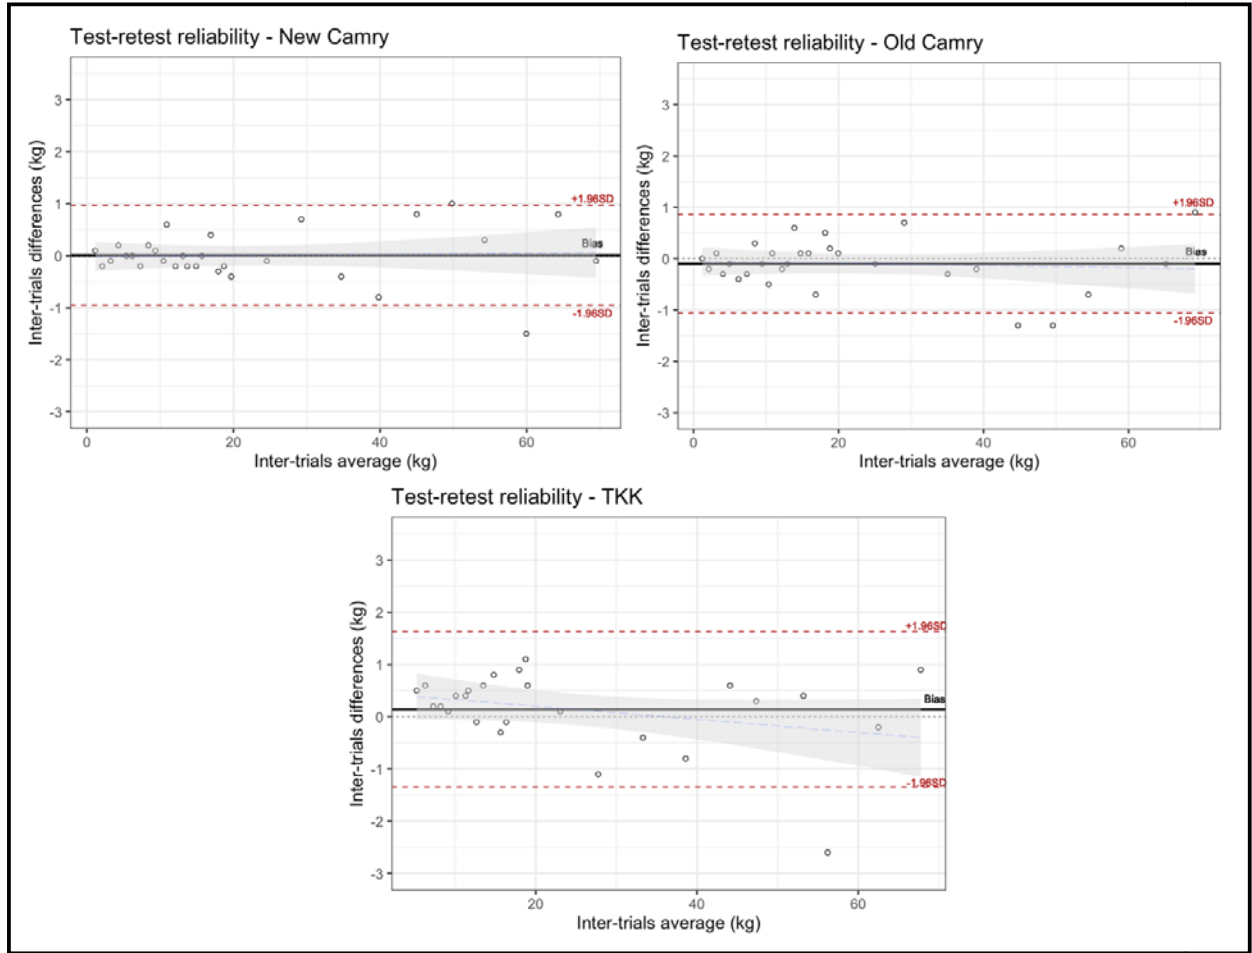 Test-retest reliability - New Camry
Inter-trials differences (kg)
3
2
1
0
-1
-2
-3
+1.96SD
Bias
-1.96SD
0 20 40 60
Inter-trials average (kg)
Test-retest reliability - Old Camry
Inter-trials differences (kg)
3
2
1
0
-1
-2
-3
+1.96SD
Bias
-1.96SD
0 20 40 60
Inter-trials average (kg)
Test-retest reliability - TKK
Inter-trials differences (kg)
3
2
1
0
-1
-2
-3
+1.96SD
Bias
-1.96SD
20 40 60
Inter-trials average (kg)